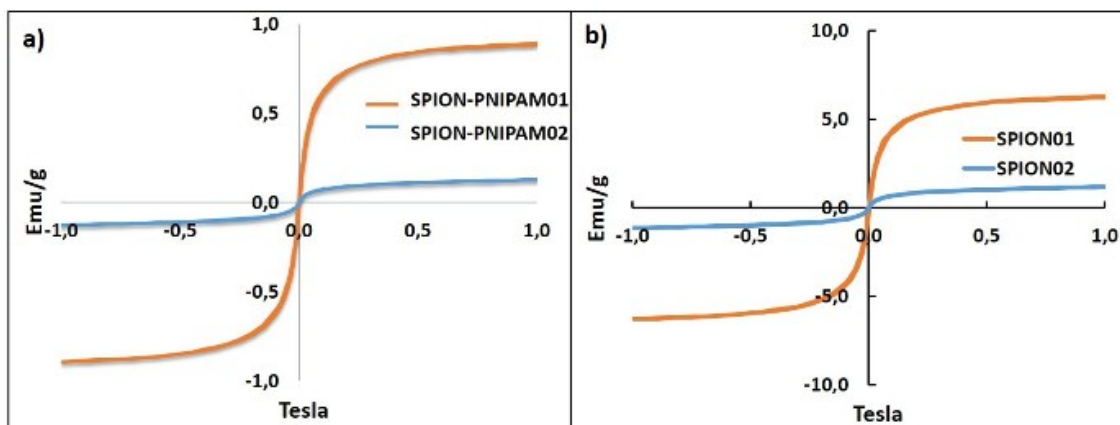 a)
1,0
0,5
0,0
-0,5
-1,0
-1,0
-0,5
0,0
0,5
1,0
Emu/g
Tesla
SPION-PNIPAM01
SPION-PNIPAM02
b)
10,0
5,0
0,0
-5,0
-10,0
-1,0
-0,5
0,0
0,5
1,0
Emu/g
Tesla
SPION01
SPION02